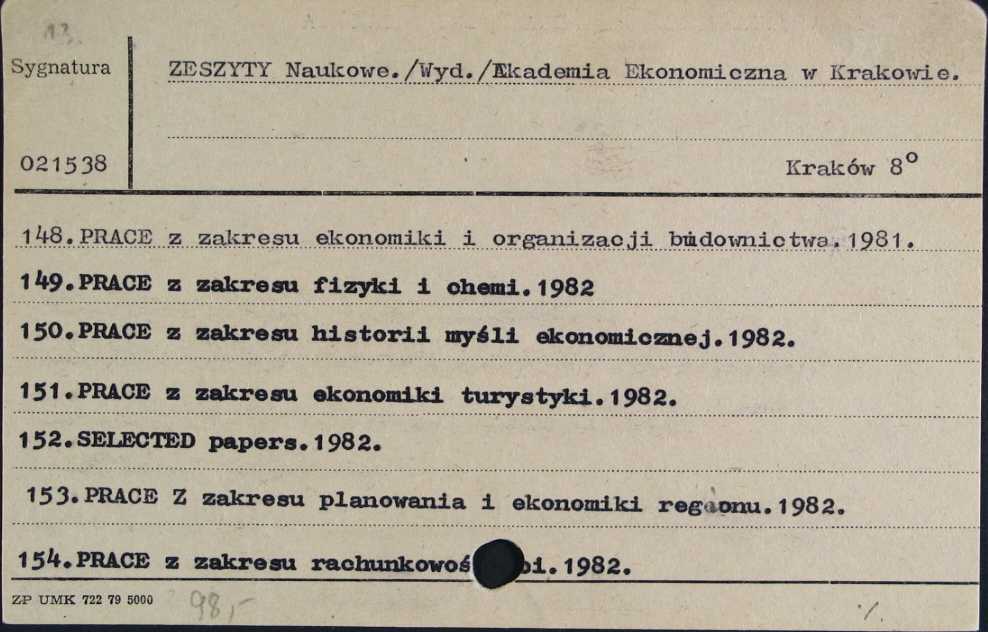 13.
Sygnatura
ZESZYTY Naukowe./Wyd./Akademia Ekonomiczna w Krakowie.
021538
Kraków 8°
148.PRACE z zakresu ekonomiki i organizacji budownictwa.1981.
149.PRACE z zakresu fizyki i chemi.1982
150.PRACE z zakresu historii myśli ekonomicznej.1982.
151.PRACE z zakresu ekonomiki turystyki.1982.
152.SELECTED papers.1982.
153.PRACE Z zakresu planowania i ekonomiki regionu.1982.
154.PRACE z zakresu rachunkowoś ci.1982.
ZP UMK 722 79 5000
98,-